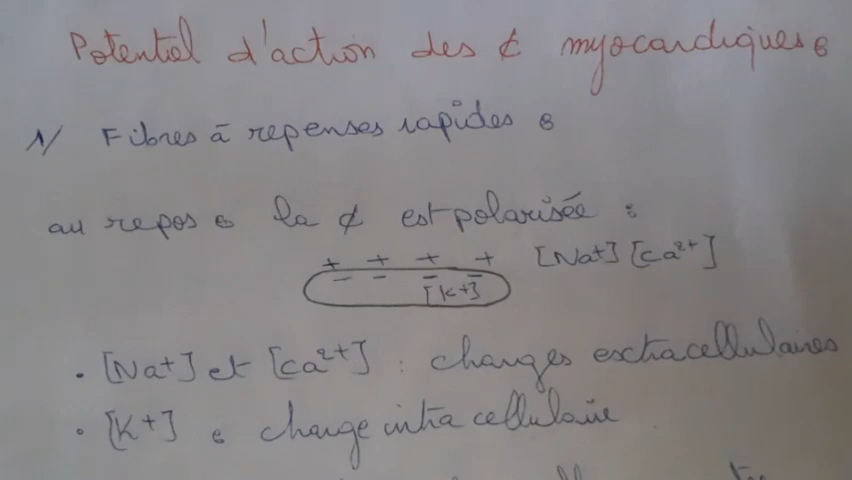 Potentiel d'action des ¢ myocardiques :
1/ Fibres à repenses rapides :
au repos : la ¢ est polarisée :
+ + + + [Na+] [Ca²⁺]
− − − −
[K+]
• [Na+] et [Ca²⁺] : charges extracellulaires
• [K+] : charge intracellulaire